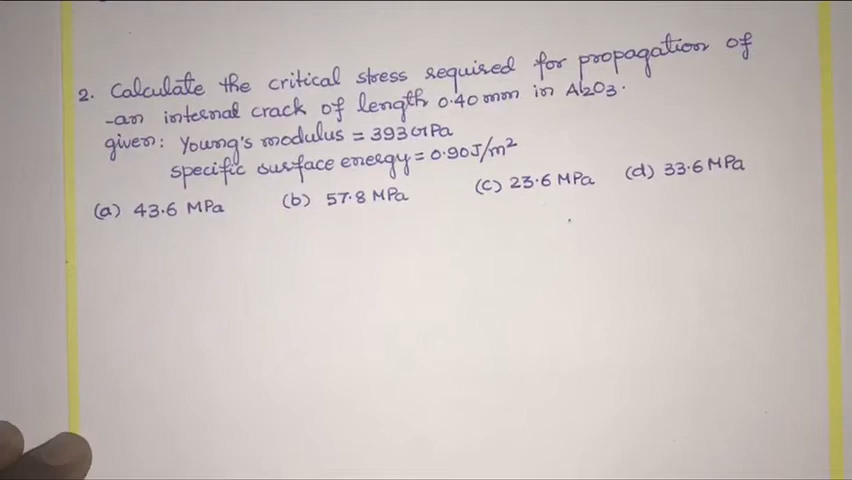 2. Calculate the critical stress required for propagation of
-an internal crack of length 0.40 mm in Al2O3.
given: Young's modulus = 393 GPa
specific surface energy = 0.90 J/m²
(a) 43.6 MPa (b) 57.8 MPa (c) 23.6 MPa (d) 33.6 MPa